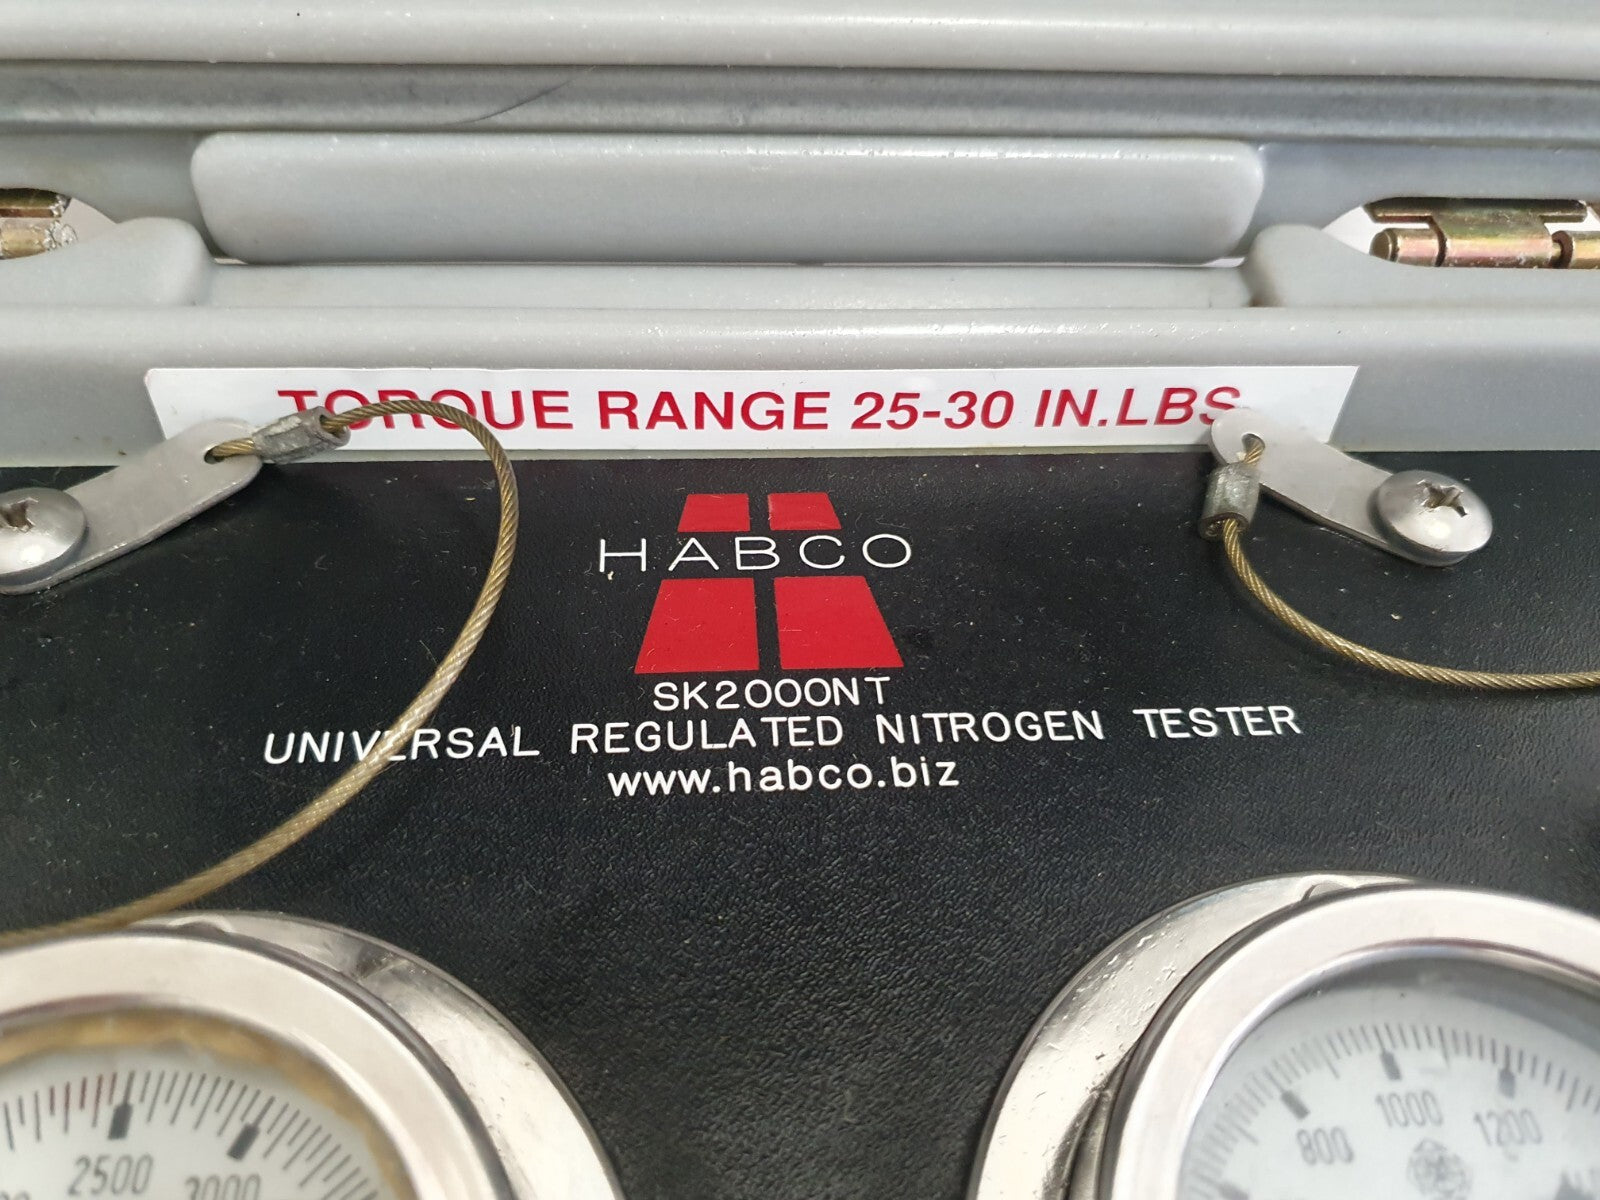 TORQUE RANGE 25-30 IN.LBS
HABCO
SK2000NT
UNIVERSAL REGULATED NITROGEN TESTER
www.habco.biz
2500
3000
800
1000
1200